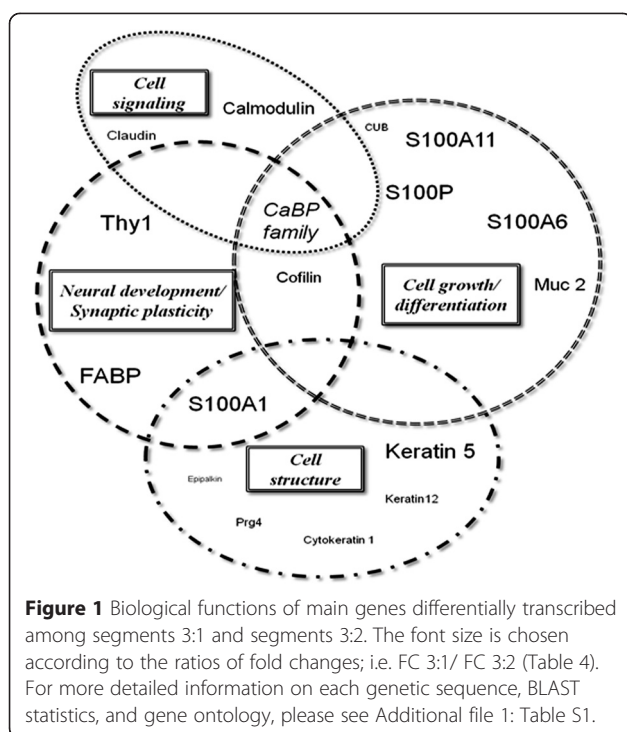 Cell
signaling
Calmodulin
Claudin
CUB
S100A11
S100P
CaBP
family
Thy1
S100A6
Cofilin
Neural development/
Synaptic plasticity
Cell growth/
differentiation
Muc 2
FABP
S100A1
Keratin 5
Cell
structure
Epipalkin
Keratin12
Prg4
Cytokeratin 1
Figure 1 Biological functions of main genes differentially transcribed
among segments 3:1 and segments 3:2. The font size is chosen
according to the ratios of fold changes; i.e. FC 3:1/ FC 3:2 (Table 4).
For more detailed information on each genetic sequence, BLAST
statistics, and gene ontology, please see Additional file 1: Table S1.